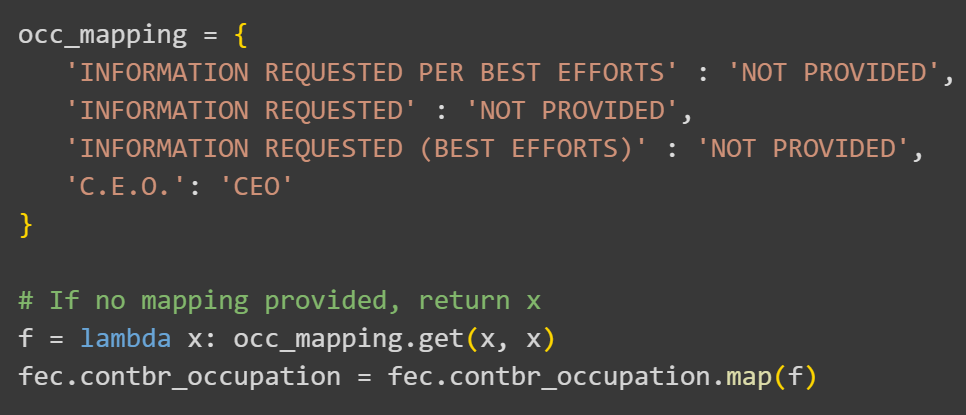 occ_mapping = {
   'INFORMATION REQUESTED PER BEST EFFORTS' : 'NOT PROVIDED',
   'INFORMATION REQUESTED' : 'NOT PROVIDED',
   'INFORMATION REQUESTED (BEST EFFORTS)' : 'NOT PROVIDED',
   'C.E.O.': 'CEO'
}
# If no mapping provided, return x
f = lambda x: occ_mapping.get(x, x)
fec.contbr_occupation = fec.contbr_occupation.map(f)